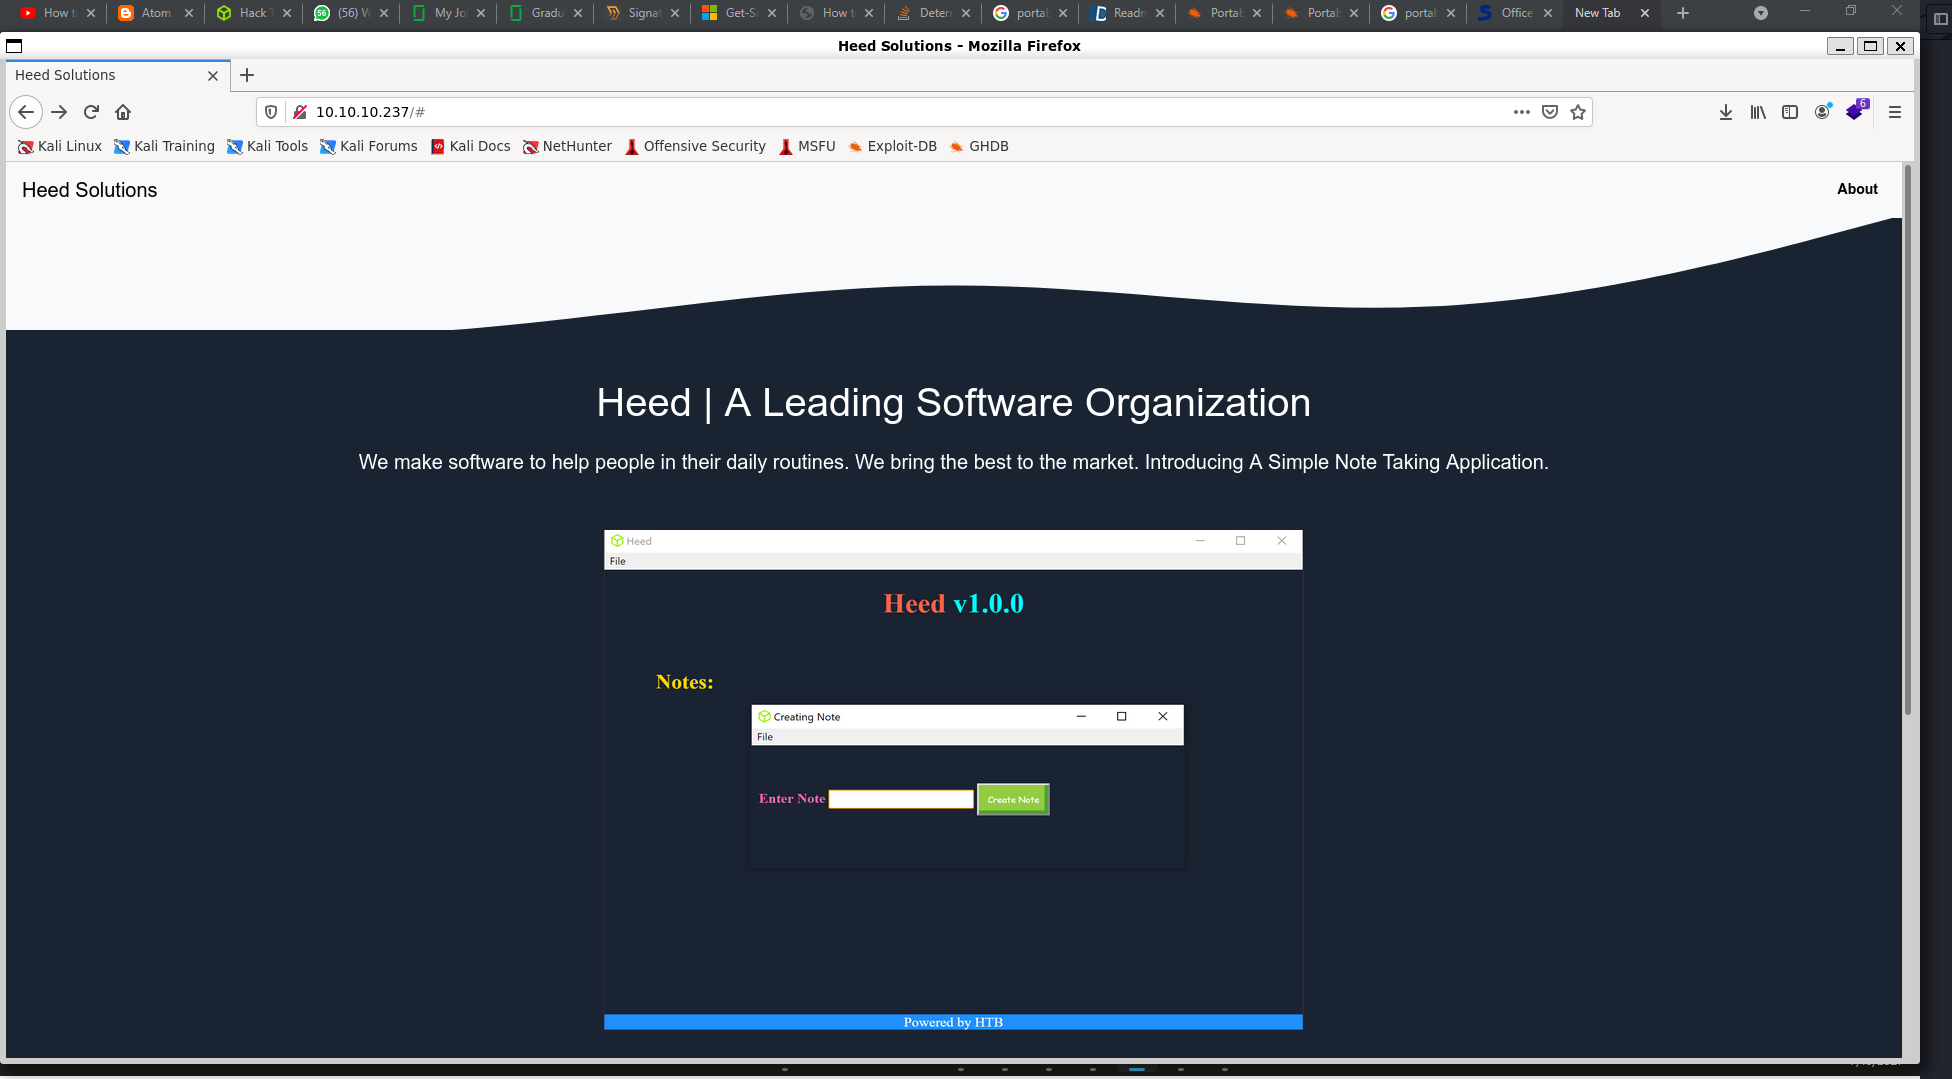 How t
Atom
Hack T
(56) W
My Jo
Gradu
Signat
Get-S
How t
Deter
portal
Readn
Portal
Portal
portal
Office
New Tab
Heed Solutions - Mozilla Firefox
Heed Solutions
10.10.10.237/#
6
Kali Linux
Kali Training
Kali Tools
Kali Forums
Kali Docs
NetHunter
Offensive Security
MSFU
Exploit-DB
GHDB
Heed Solutions
About
Heed | A Leading Software Organization
We make software to help people in their daily routines. We bring the best to the market. Introducing A Simple Note Taking Application.
Heed
File
Heed v1.0.0
Notes:
Creating Note
File
Enter Note
Create Note
Powered by HTB